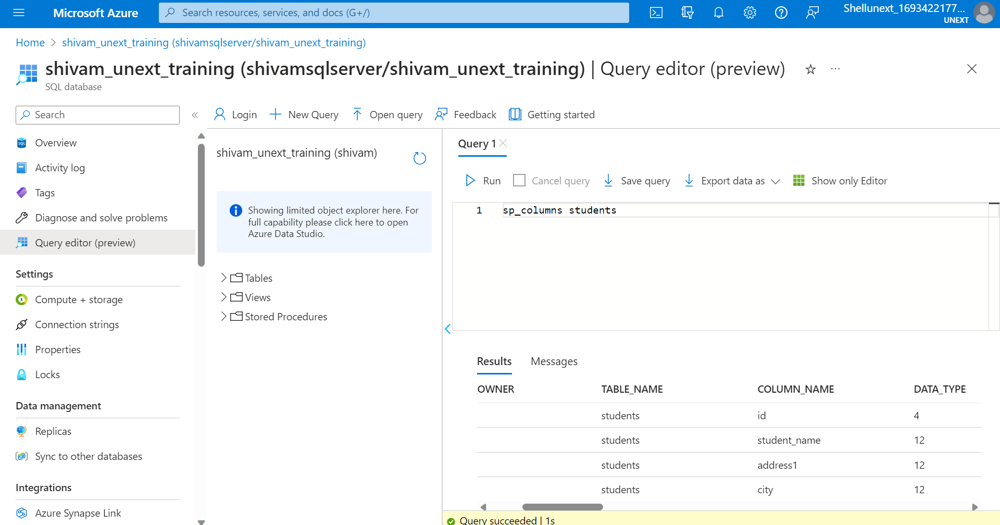 Microsoft Azure
Search resources, services, and docs (G+/)
Shellunext_1693422177...
UNEXT
Home > shivam_unext_training (shivamsqlserver/shivam_unext_training)
shivam_unext_training (shivamsqlserver/shivam_unext_training) | Query editor (preview)
SQL database
Search
Overview
Activity log
Tags
Diagnose and solve problems
Query editor (preview)
Settings
Compute + storage
Connection strings
Properties
Locks
Data management
Replicas
Sync to other databases
Integrations
Azure Synapse Link
Login
New Query
Open query
Feedback
Getting started
shivam_unext_training (shivam)
Showing limited object explorer here. For
full capability please click here to open
Azure Data Studio.
Tables
Views
Stored Procedures
Query 1
Run
Cancel query
Save query
Export data as
Show only Editor
1 sp_columns students
Results Messages
OWNER TABLE_NAME COLUMN_NAME DATA_TYPE
students id 4
students student_name 12
students address1 12
students city 12
Query succeeded | 1s